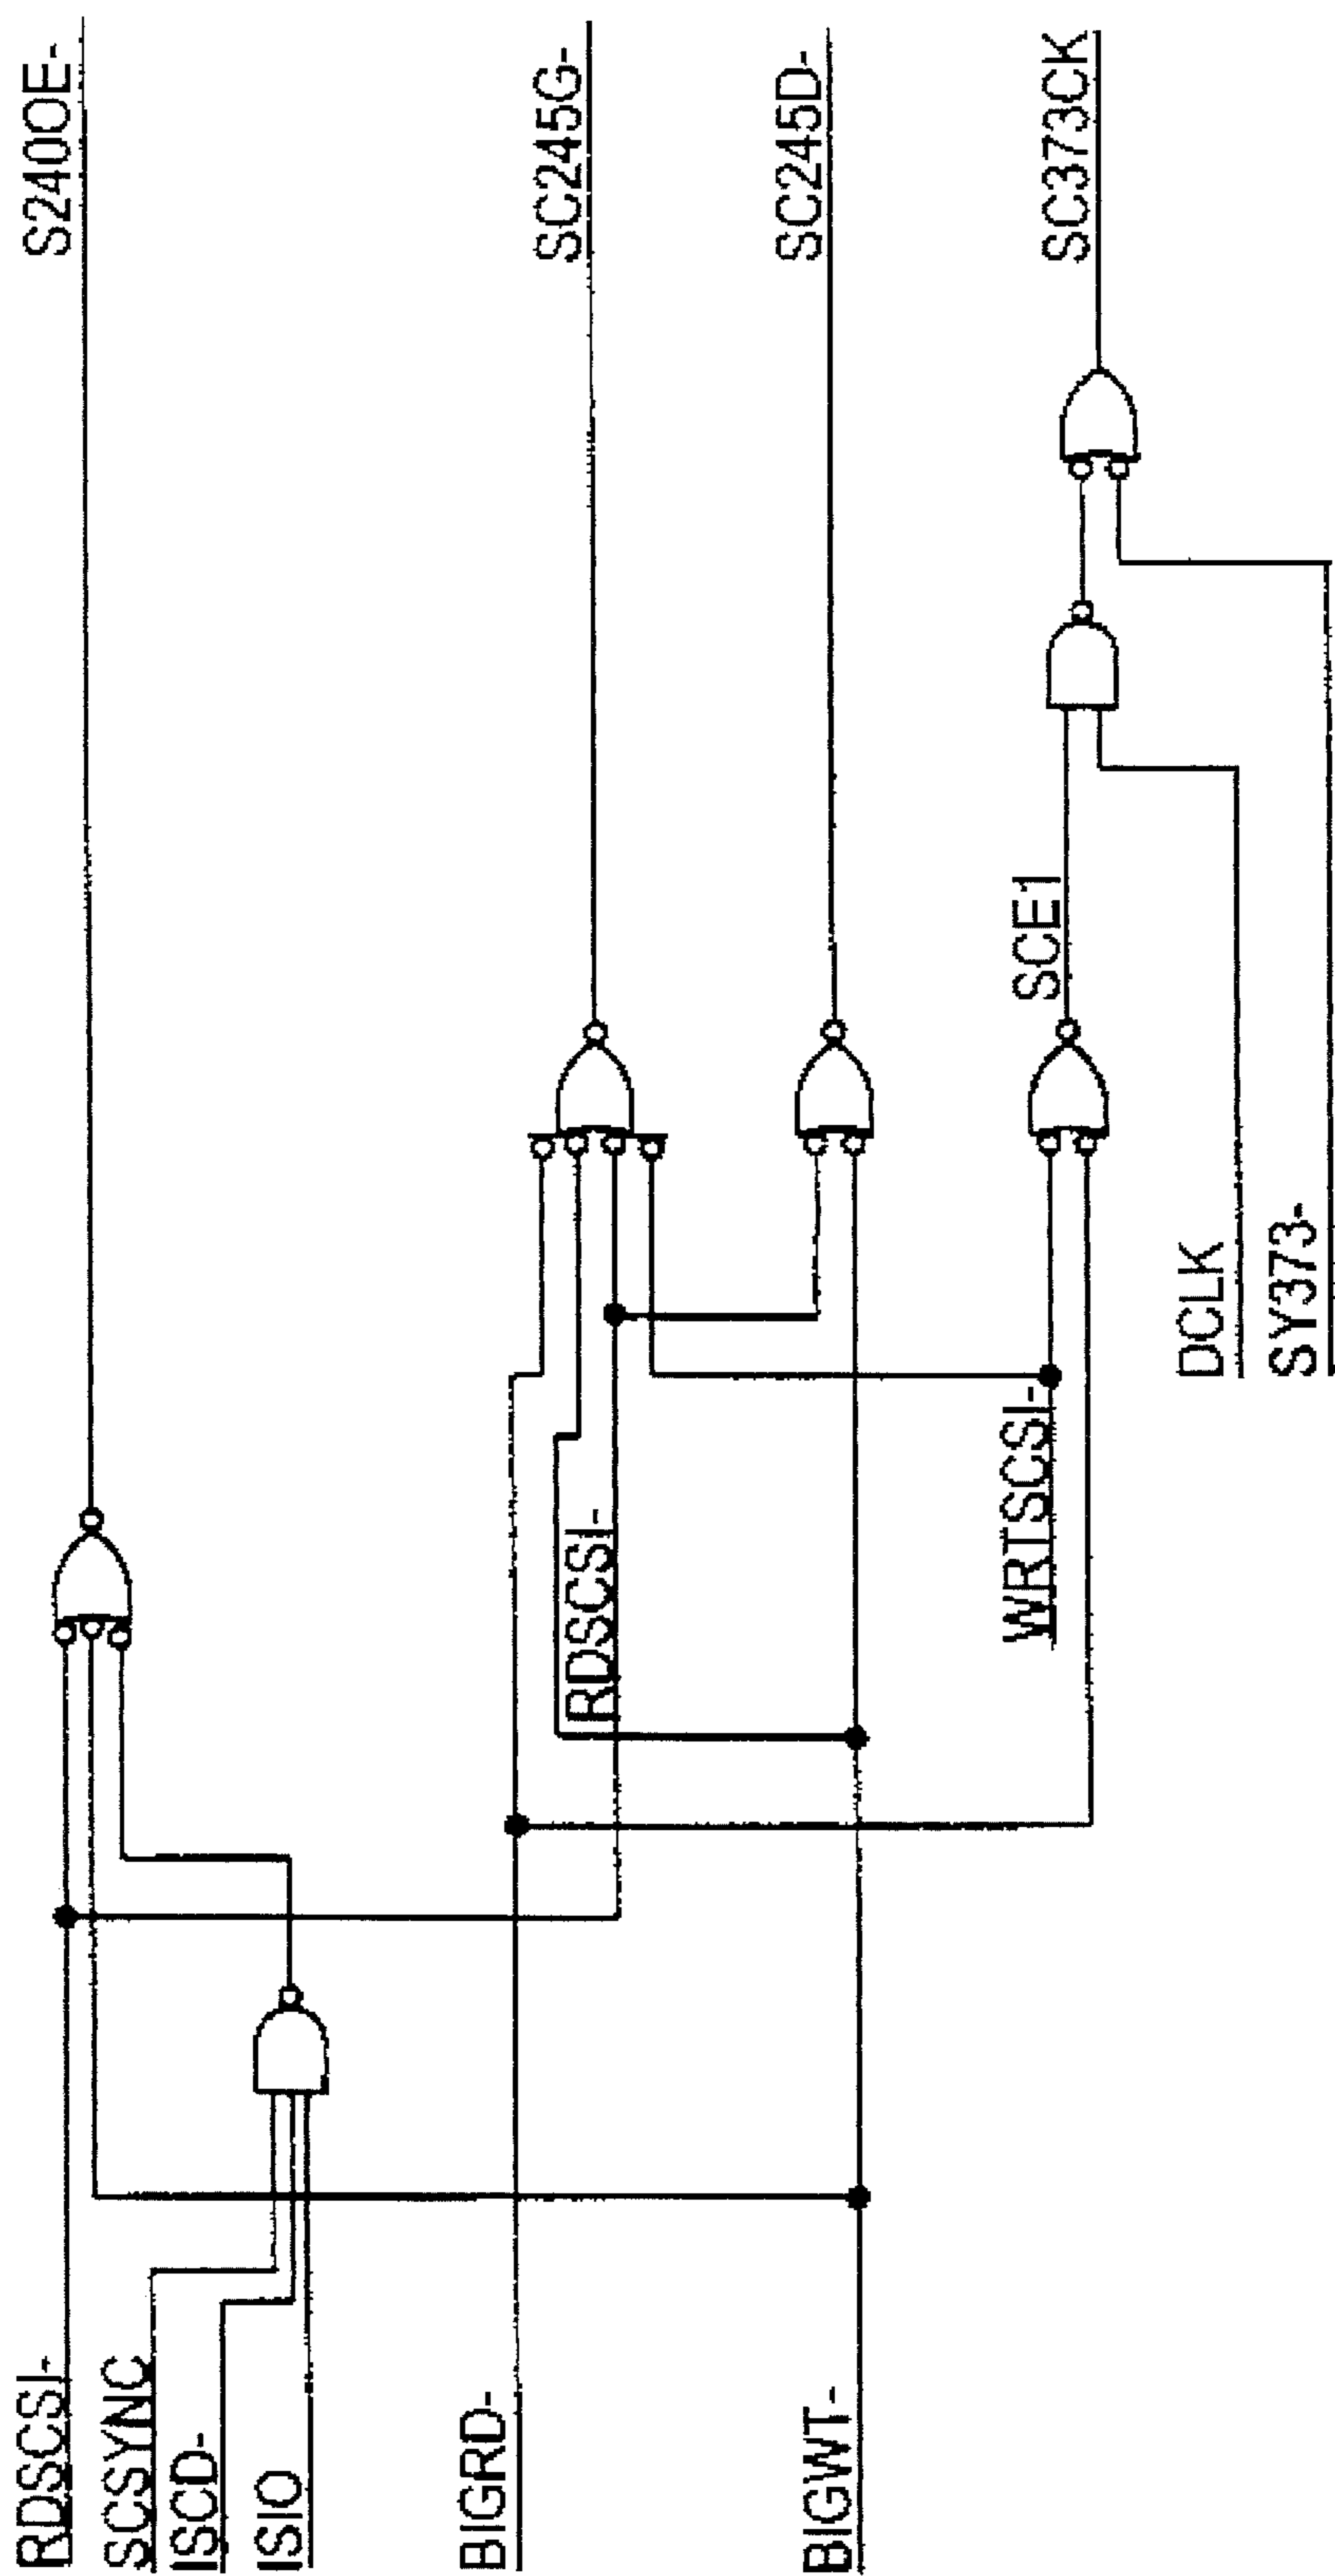 RDSCSI-
SCSYNC
ISCD-
ISIO
BIGRD-
BIGWT-
RDSCSI-
WRTSCSI-
DCLK
SY373-
SCE1
S240OE-
SC245G-
SC245D-
SC373CK